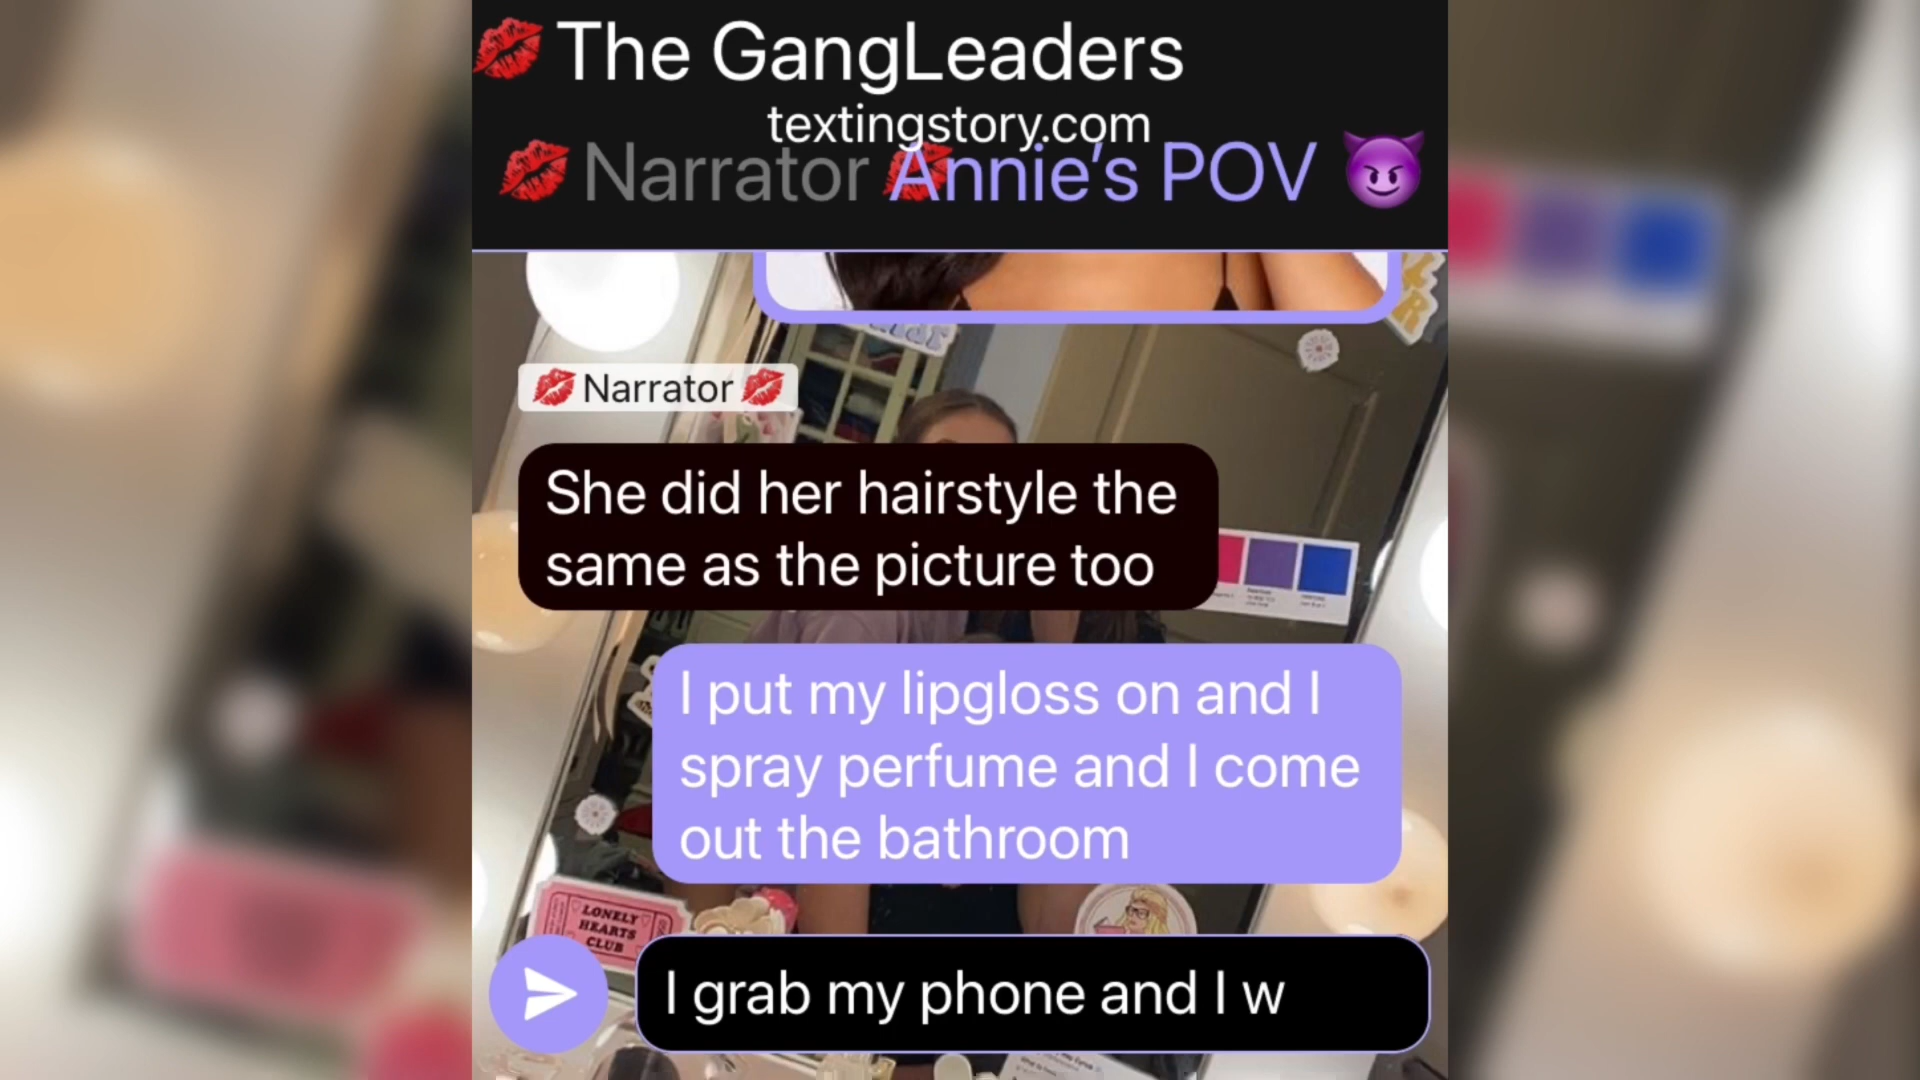 💋 The GangLeaders
textingstory.com
💋 Narrator 💋 Annie's POV 😈
💋 Narrator 💋
She did her hairstyle the
same as the picture too
I put my lipgloss on and I
spray perfume and I come
out the bathroom
LONELY
HEARTS
CLUB
I grab my phone and I w